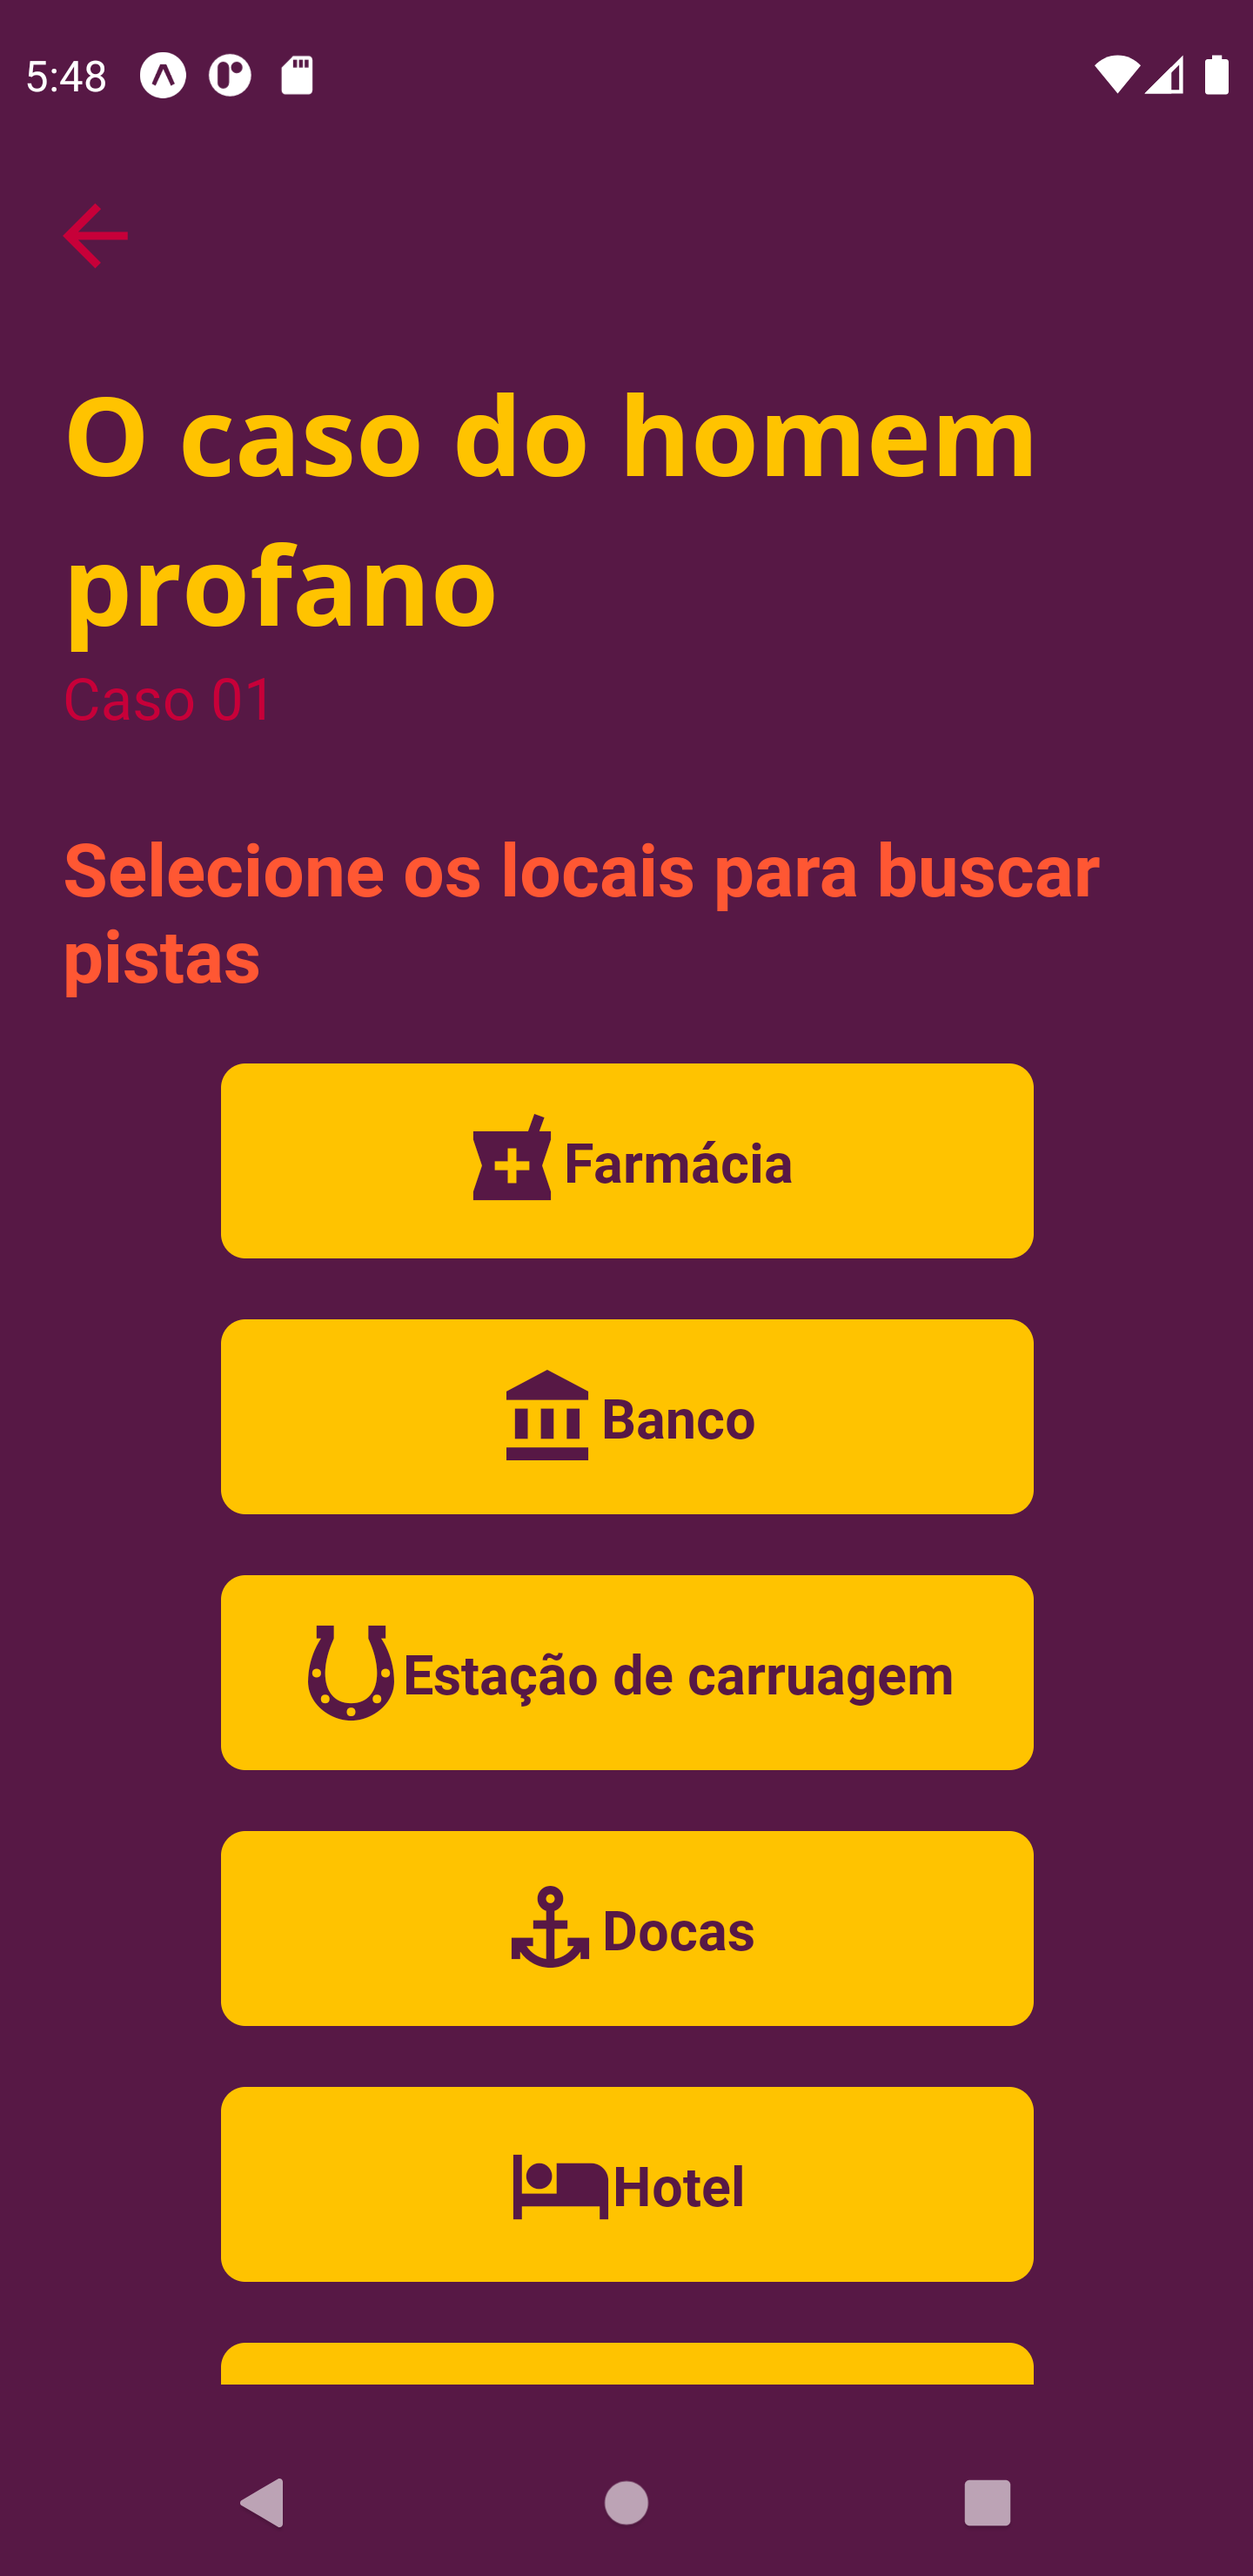 5:48
O caso do homem
profano
Caso 01
Selecione os locais para buscar
pistas
Farmácia
Banco
Estação de carruagem
Docas
Hotel